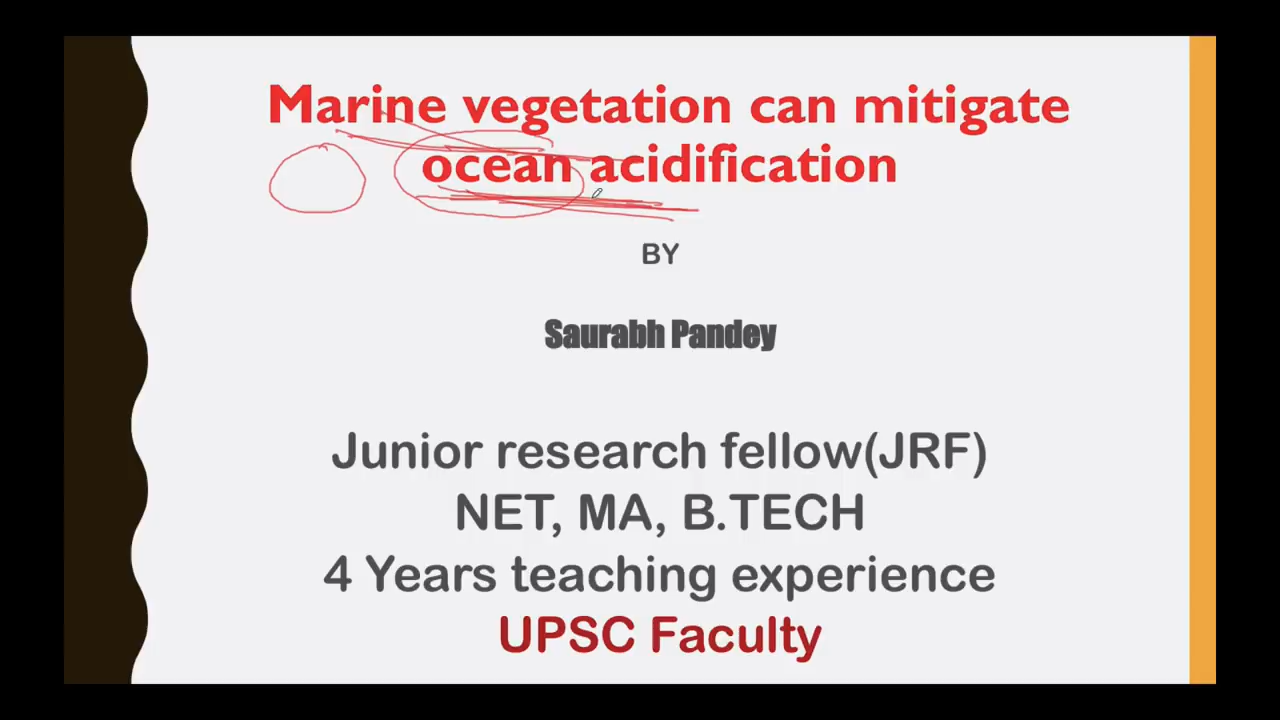 Marine vegetation can mitigate
ocean acidification
BY
Saurabh Pandey
Junior research fellow(JRF)
NET, MA, B.TECH
4 Years teaching experience
UPSC Faculty